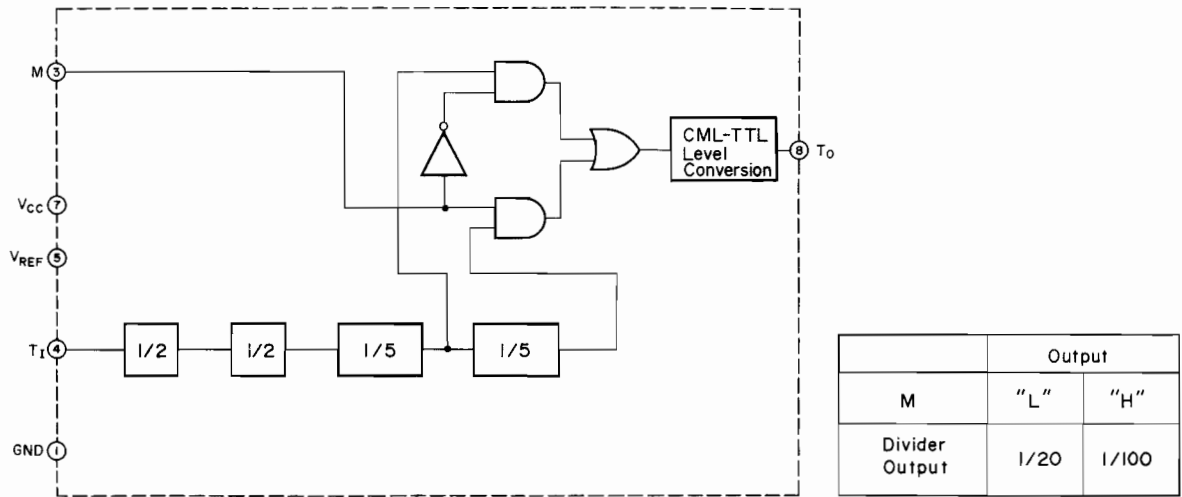 M 3
CML-TTL
Level
Conversion
8 To
VCC 7
VREF 5
TI 4
1/2
1/2
1/5
1/5
GND 1
Output
M "L" "H"
Divider
Output
1/20 1/100